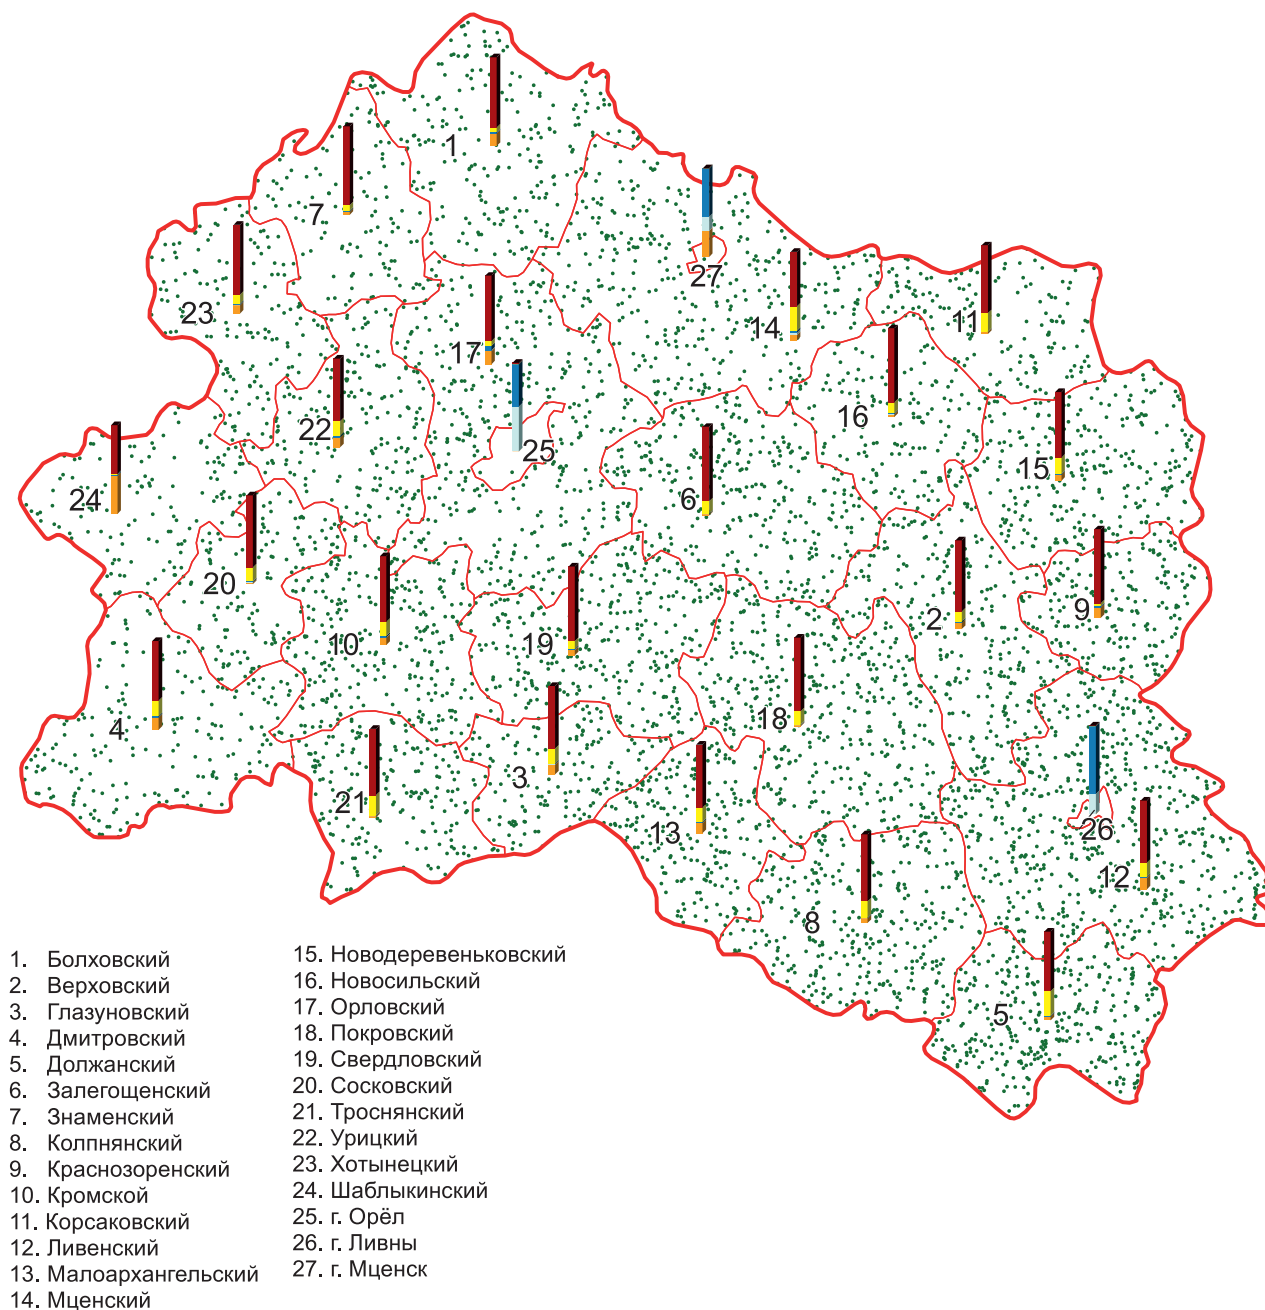 1
7
27
23
14
11
17
16
22
25
15
24
6
20
2
9
10
19
4
18
3
21
13
26
12
8
5
1. Болховский
2. Верховский
3. Глазуновский
4. Дмитровский
5. Должанский
6. Залегощенский
7. Знаменский
8. Колпнянский
9. Краснозоренский
10. Кромской
11. Корсаковский
12. Ливенский
13. Малоархангельский
14. Мценский
15. Новодеревеньковский
16. Новосильский
17. Орловский
18. Покровский
19. Свердловский
20. Сосковский
21. Троснянский
22. Урицкий
23. Хотынецкий
24. Шаблыкинский
25. г. Орёл
26. г. Ливны
27. г. Мценск